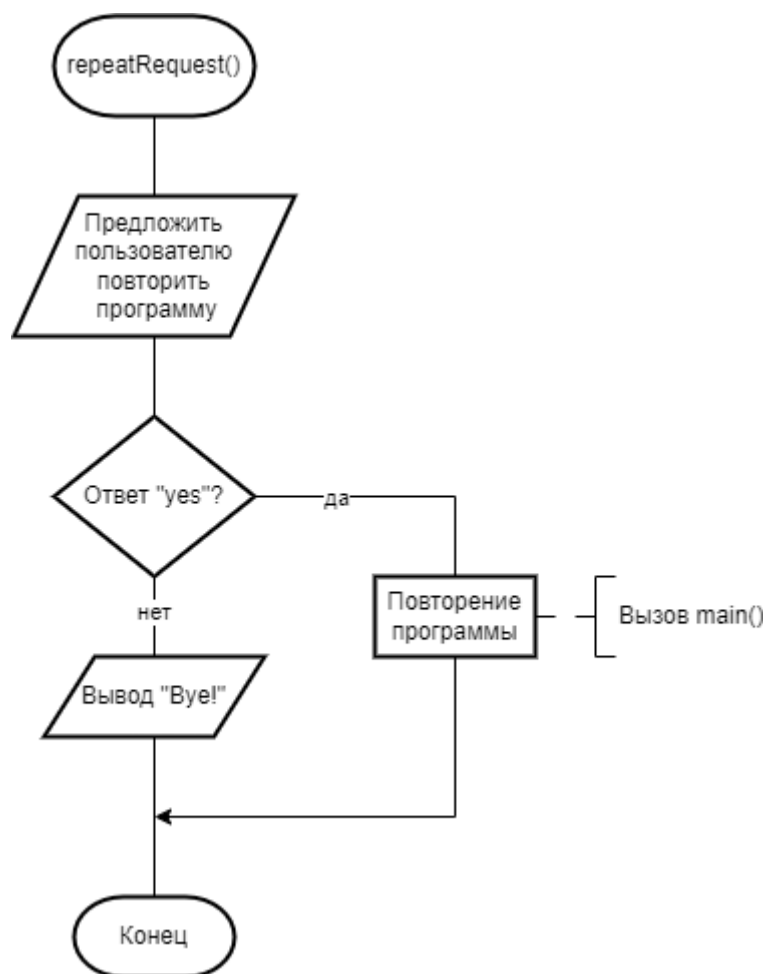 repeatRequest()
Предложить
пользователю
повторить
программу
Ответ "yes"?
да
нет
Повторение
программы
Вызов main()
Вывод "Bye!"
Конец